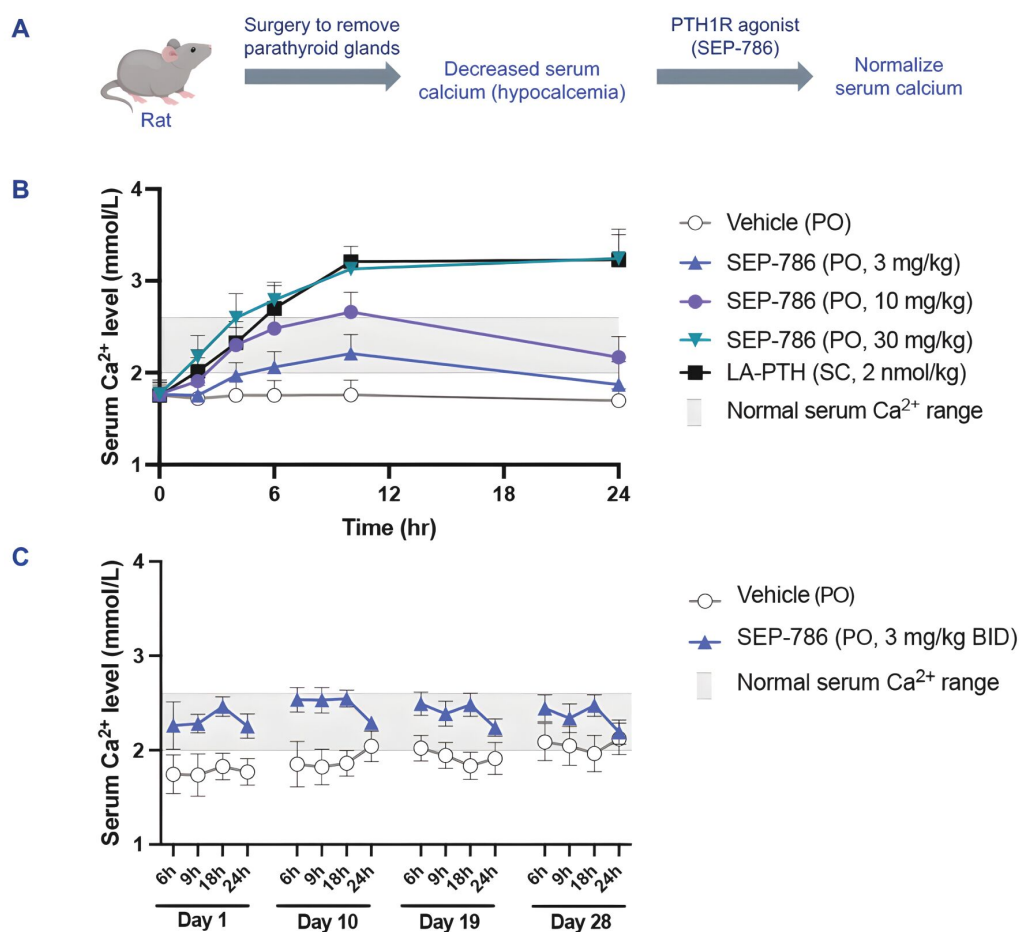 A
Surgery to remove
parathyroid glands
PTH1R agonist
(SEP-786)
Decreased serum
calcium (hypocalcemia)
Normalize
serum calcium
Rat
B
Serum Ca²⁺ level (mmol/L)
4
3
2
1
0
6
12
18
24
Time (hr)
Vehicle (PO)
SEP-786 (PO, 3 mg/kg)
SEP-786 (PO, 10 mg/kg)
SEP-786 (PO, 30 mg/kg)
LA-PTH (SC, 2 nmol/kg)
Normal serum Ca²⁺ range
C
Serum Ca²⁺ level (mmol/L)
4
3
2
1
6h 9h 18h 24h 6h 9h 18h 24h 6h 9h 18h 24h 6h 9h 18h 24h
Day 1 Day 10 Day 19 Day 28
Vehicle (PO)
SEP-786 (PO, 3 mg/kg BID)
Normal serum Ca²⁺ range